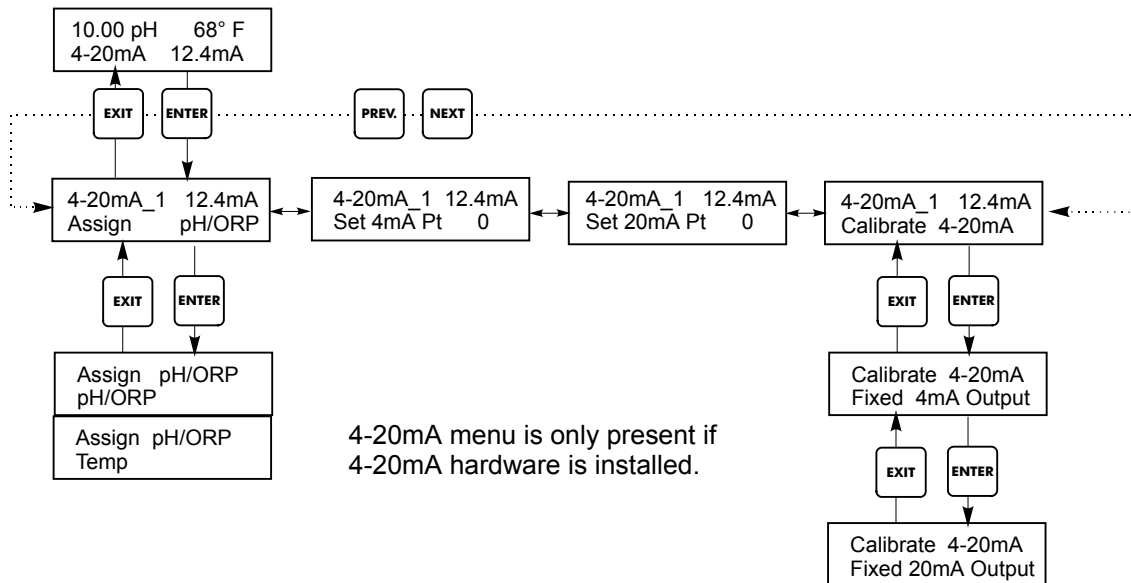 10.00 pH 68° F
4-20mA 12.4mA
EXIT
ENTER
PREV.
NEXT
4-20mA_1 12.4mA
Assign pH/ORP
4-20mA_1 12.4mA
Set 4mA Pt 0
4-20mA_1 12.4mA
Set 20mA Pt 0
4-20mA_1 12.4mA
Calibrate 4-20mA
EXIT
ENTER
EXIT
ENTER
Assign pH/ORP
pH/ORP
Assign pH/ORP
Temp
4-20mA menu is only present if
4-20mA hardware is installed.
Calibrate 4-20mA
Fixed 4mA Output
EXIT
ENTER
Calibrate 4-20mA
Fixed 20mA Output